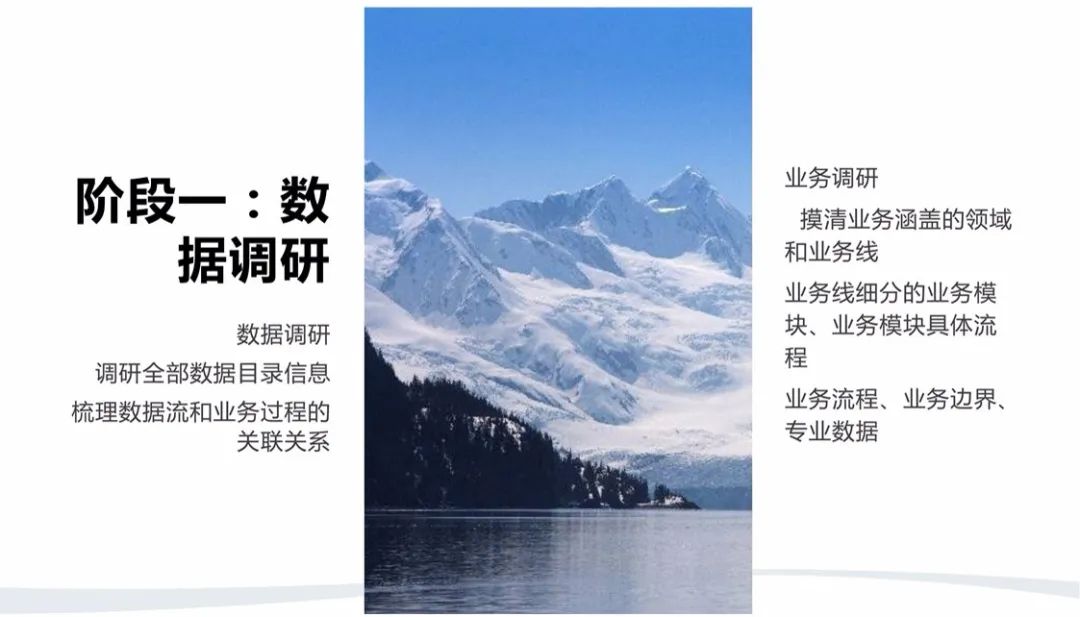 阶段一：数
据调研
数据调研
调研全部数据目录信息
梳理数据流和业务过程的
关联关系
业务调研
摸清业务涵盖的领域
和业务线
业务线细分的业务模
块、业务模块具体流
程
业务流程、业务边界、
专业数据